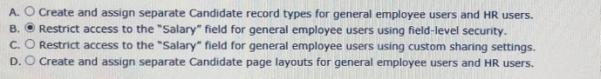 A. Create and assign separate Candidate record types for general employee users and HR users.
B. Restrict access to the "Salary" field for general employee users using field-level security.
C. Restrict access to the "Salary" field for general employee users using custom sharing settings.
D. Create and assign separate Candidate page layouts for general employee users and HR users.